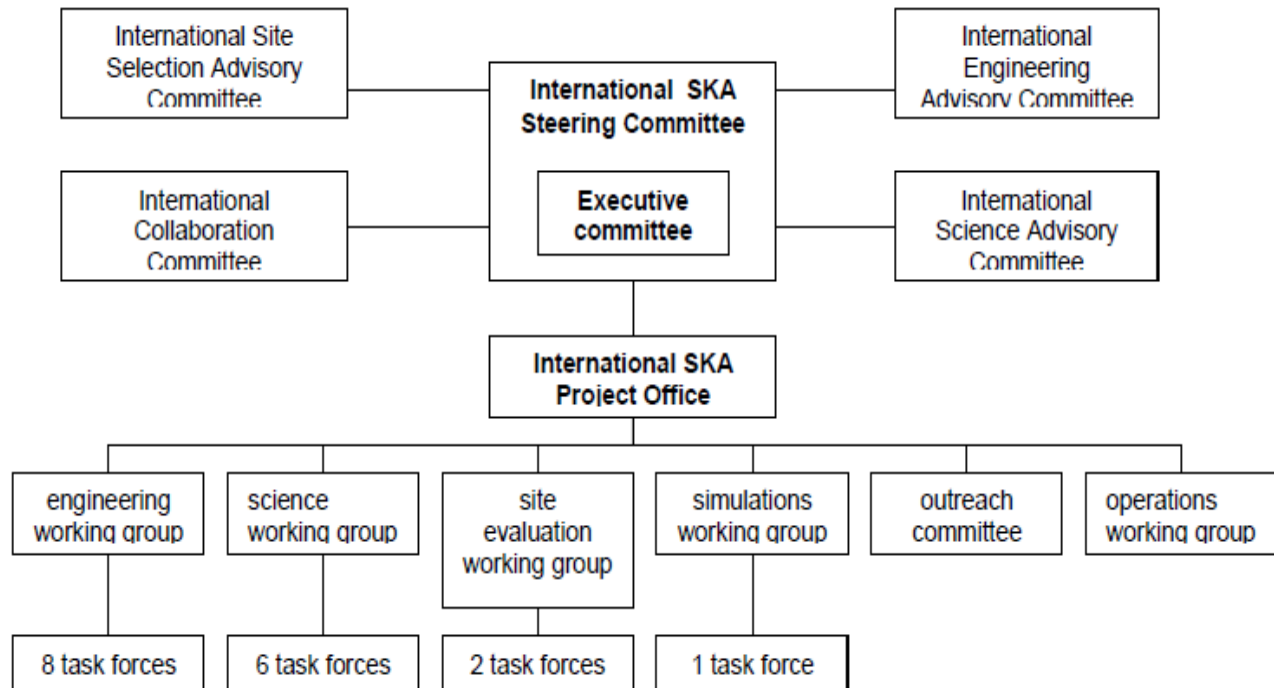 International Site
Selection Advisory
Committee
International SKA
Steering Committee
International
Engineering
Advisory Committee
International
Collaboration
Committee
Executive
committee
International
Science Advisory
Committee
International SKA
Project Office
engineering
working group
science
working group
site
evaluation
working group
simulations
working group
outreach
committee
operations
working group
8 task forces
6 task forces
2 task forces
1 task force